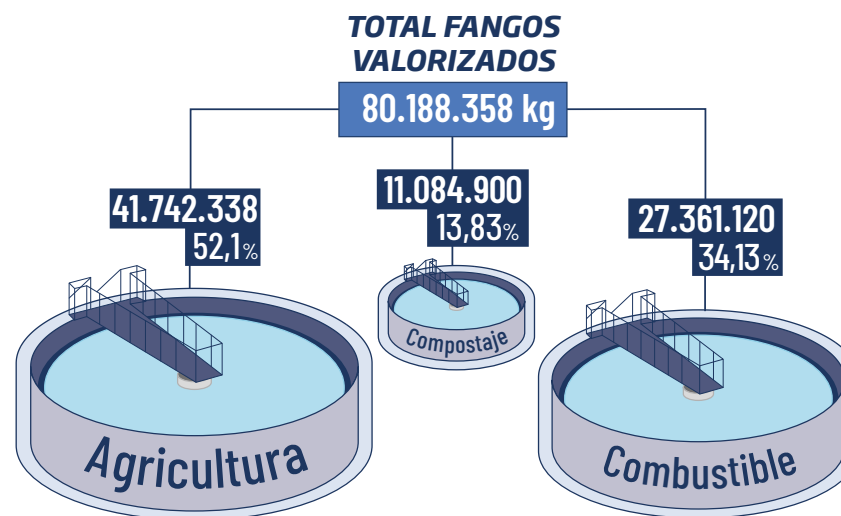 TOTAL FANGOS
VALORIZADOS
80.188.358 kg
41.742.338
52,1%
11.084.900
13,83%
27.361.120
34,13%
Agricultura
Compostaje
Combustible